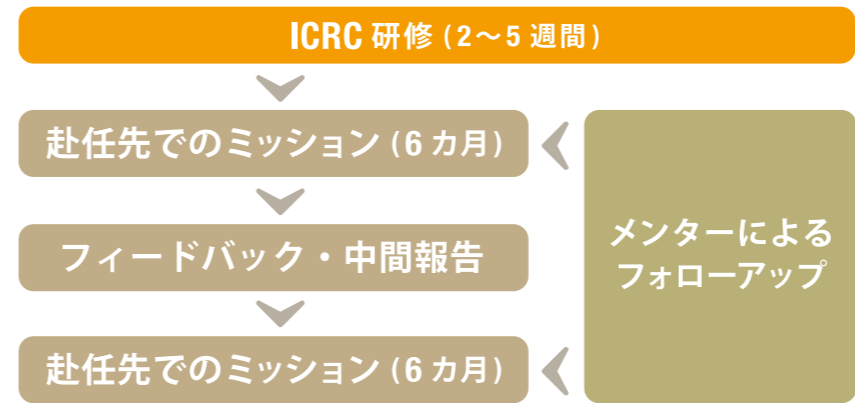 ICRC 研修 (2〜5 週間)
赴任先でのミッション (6 カ月)
フィードバック・中間報告
赴任先でのミッション (6 カ月)
メンターによる
フォローアップ